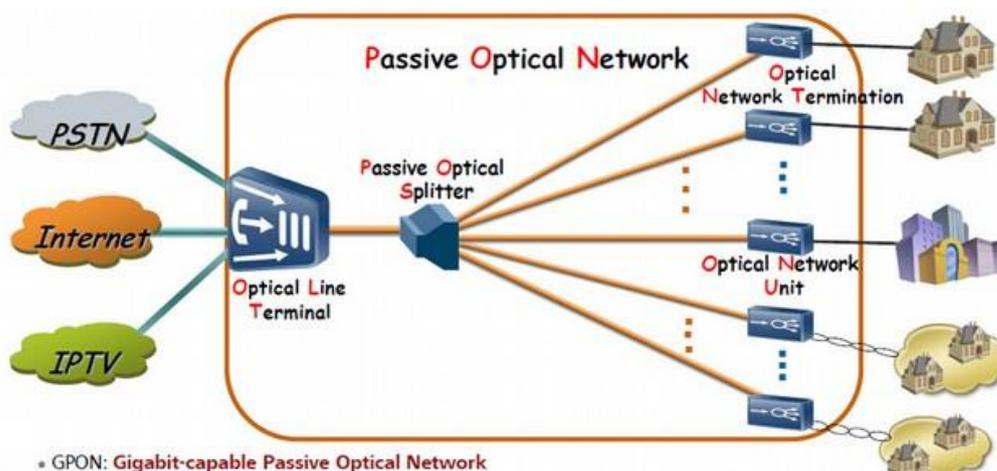 Passive Optical Network
PSTN
Internet
IPTV
Optical Line
Terminal
Passive Optical
Splitter
Optical
Network Termination
Optical Network
Unit
• GPON: Gigabit-capable Passive Optical Network